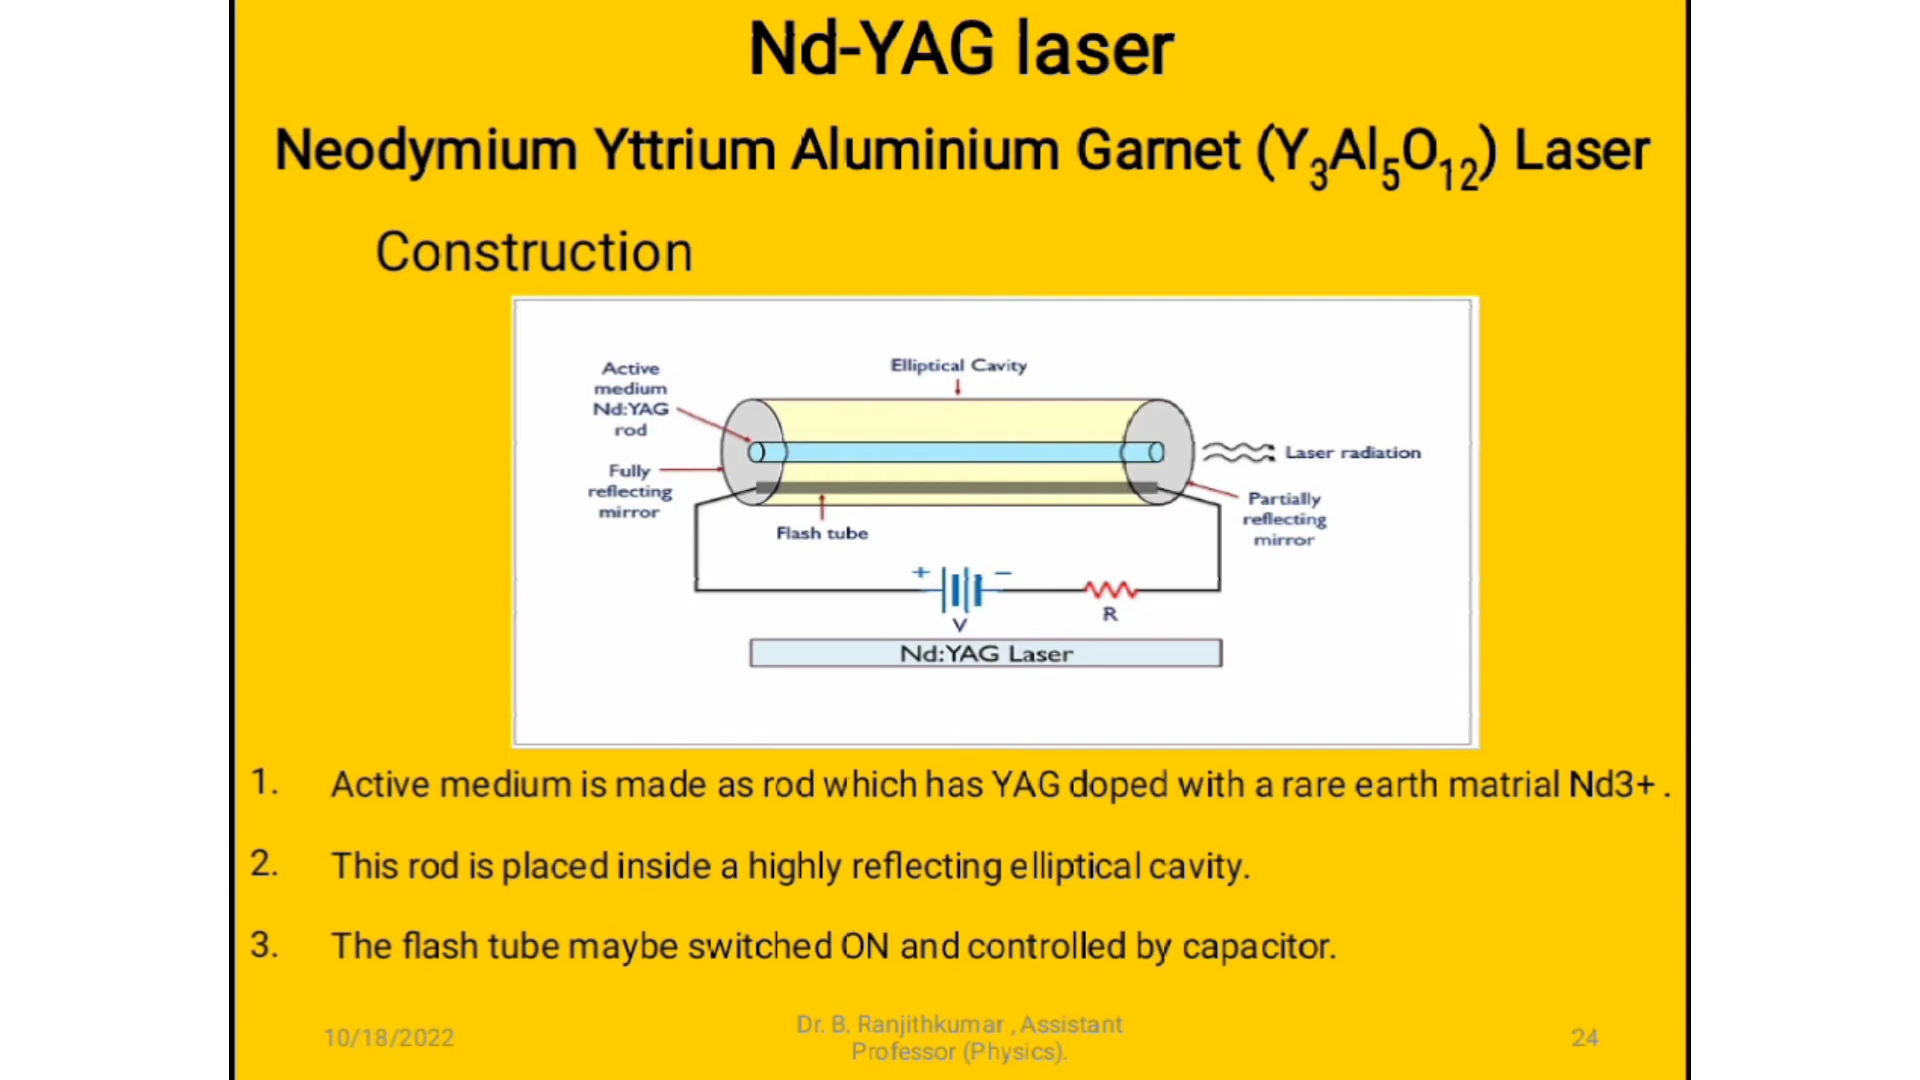 Nd-YAG laser
Neodymium Yttrium Aluminium Garnet (Y3Al5O12) Laser
Construction
Active
medium
Nd:YAG
rod
Elliptical Cavity
Fully
reflecting
mirror
Laser radiation
Partially
reflecting
mirror
Flash tube
+ −
V
R
Nd:YAG Laser
1. Active medium is made as rod which has YAG doped with a rare earth matrial Nd3+ .
2. This rod is placed inside a highly reflecting elliptical cavity.
3. The flash tube maybe switched ON and controlled by capacitor.
10/18/2022
Dr. B. Ranjithkumar , Assistant
Professor (Physics).
24